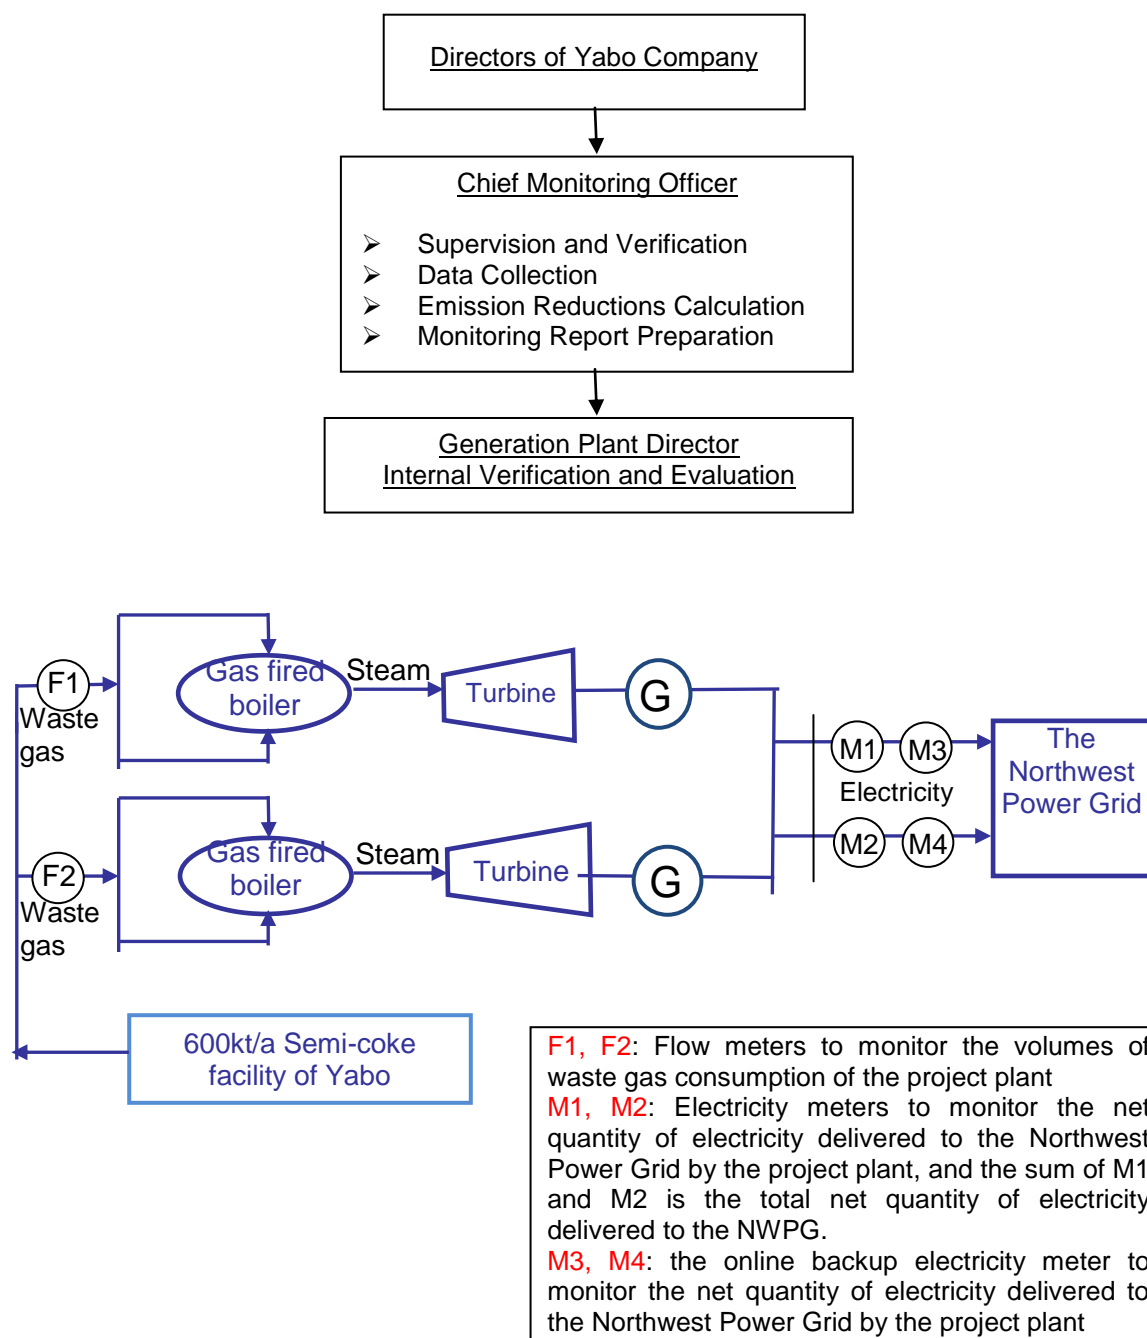 Directors of Yabo Company
Chief Monitoring Officer
➢ Supervision and Verification
➢ Data Collection
➢ Emission Reductions Calculation
➢ Monitoring Report Preparation
Generation Plant Director
Internal Verification and Evaluation
F1
Waste
gas
Gas fired
boiler
Steam
Turbine
G
M1
M3
Electricity
The
Northwest
Power Grid
F2
Waste
gas
Gas fired
boiler
Steam
Turbine
G
M2
M4
600kt/a Semi-coke
facility of Yabo
F1, F2: Flow meters to monitor the volumes of
waste gas consumption of the project plant
M1, M2: Electricity meters to monitor the net
quantity of electricity delivered to the Northwest
Power Grid by the project plant, and the sum of M1
and M2 is the total net quantity of electricity
delivered to the NWPG.
M3, M4: the online backup electricity meter to
monitor the net quantity of electricity delivered to
the Northwest Power Grid by the project plant